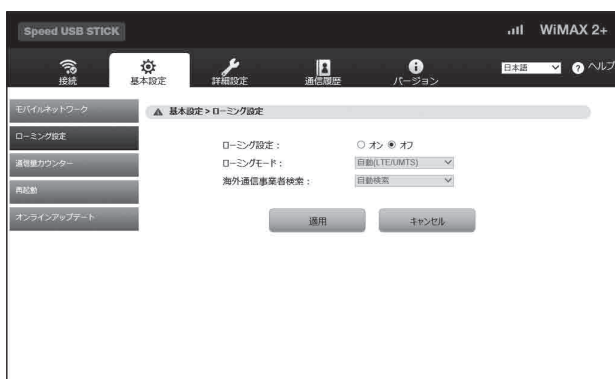 Speed USB STICK
WiMAX 2+
接続
基本設定
詳細設定
通信履歴
バージョン
日本語
? ヘルプ
モバイルネットワーク
ローミング設定
通信量カウンター
再起動
オンラインアップデート
基本設定 > ローミング設定
ローミング設定： オン オフ
ローミングモード： 自動(LTE/UMTS)
海外通信事業者検索： 自動検索
適用
キャンセル